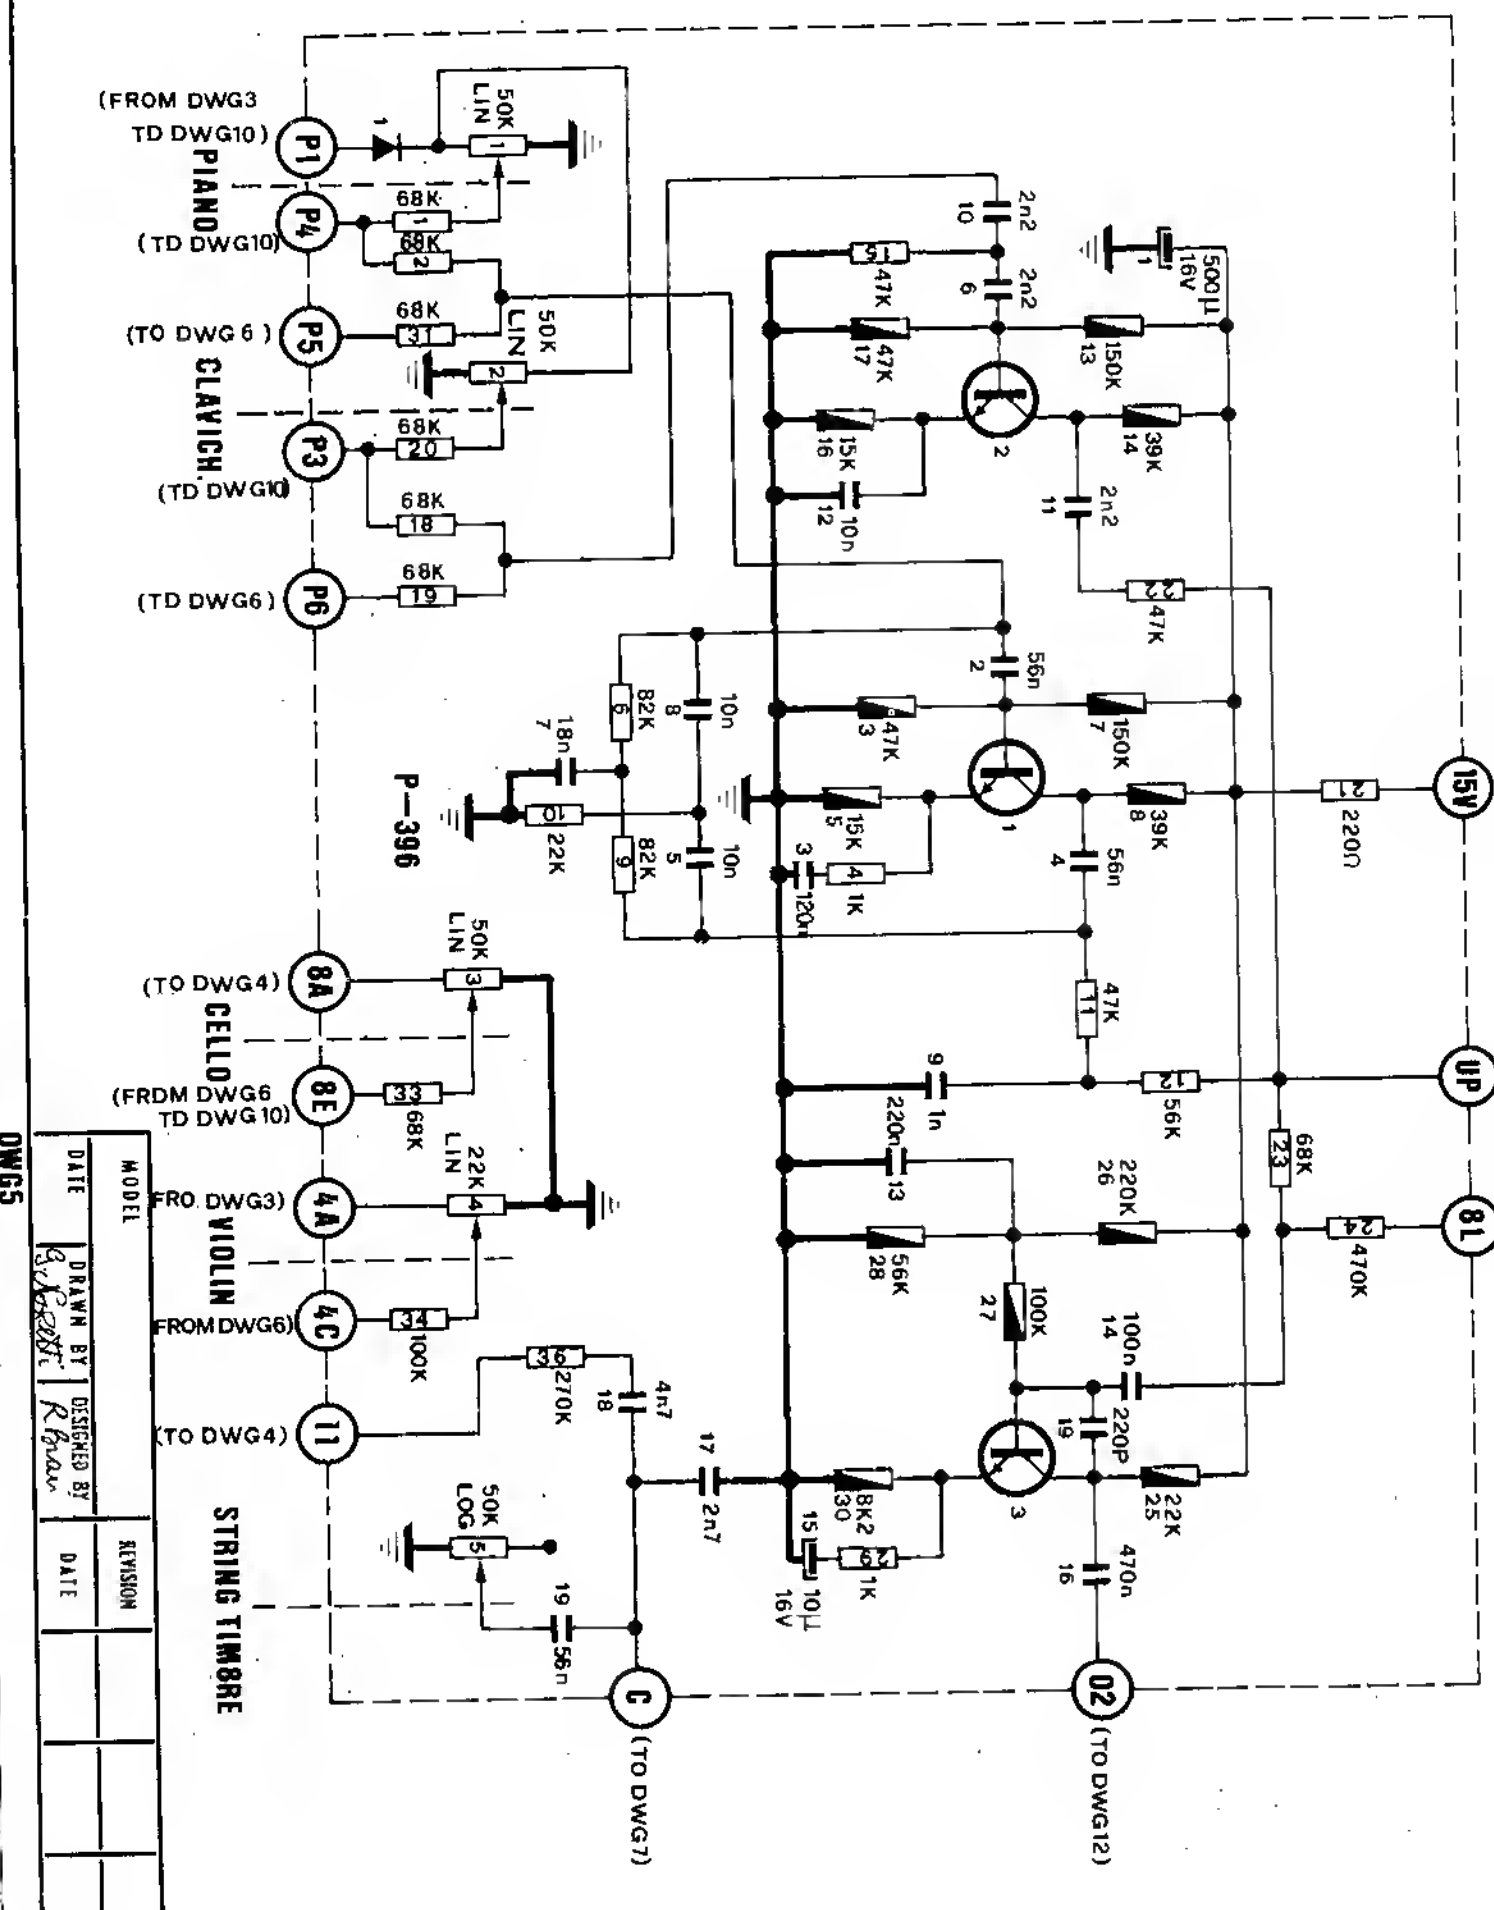 (FROM DWG3
TD DWG10)
P1
1
50K
LIN
1
PIANO
P4
(TD DWG10)
68K
1
68K
2
P5
(TO DWG6)
68K
31
50K
LIN
2
CLAVICH.
P3
(TD DWG10)
68K
20
68K
18
P6
(TD DWG6)
68K
19
2n2
10
15
47K
2n2
6
500µ
16V
1
47K
17
150K
13
2
15K
16
39K
14
10n
12
2n2
11
22
47K
56n
2
82K
6
10n
8
18n
7
47K
3
150K
7
1
15K
5
39K
8
15V
21
220Ω
P-396
10
22K
82K
9
10n
5
3
120n
4
1K
56n
4
50K
LIN
3
8A
(TO DWG4)
CELLO
8E
(FRDM DWG6
TD DWG10)
33
68K
47K
11
9
1n
12
56K
UP
220n
13
68K
23
22K
LIN
4
4A
FRO. DWG3)
VIOLIN
4C
FROM DWG6)
34
100K
56K
28
220K
26
24
470K
8L
100K
27
100n
14
220P
19
11
(TO DWG4)
36
270K
4n7
18
17
2n7
8K2
30
3
22K
25
50K
LOG
5
15
10µ
16V
29
1K
470n
16
19
56n
STRING TIMBRE
C
(TO DWG7)
02
(TO DWG12)
DWG5
MODEL
REVISION
DATE
DRAWN BY
DESIGNED BY
DATE